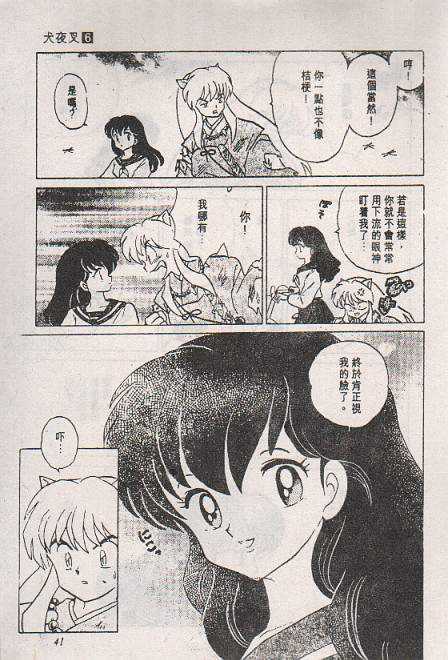 犬夜叉6
哼！
這個當然！
你一點也不像
桔梗！
是嗎？
若是這樣，
你就不會常常
用下流的眼神
盯着我了…
你！
我哪有…
終於肯正視
我的臉了。
吓…
41